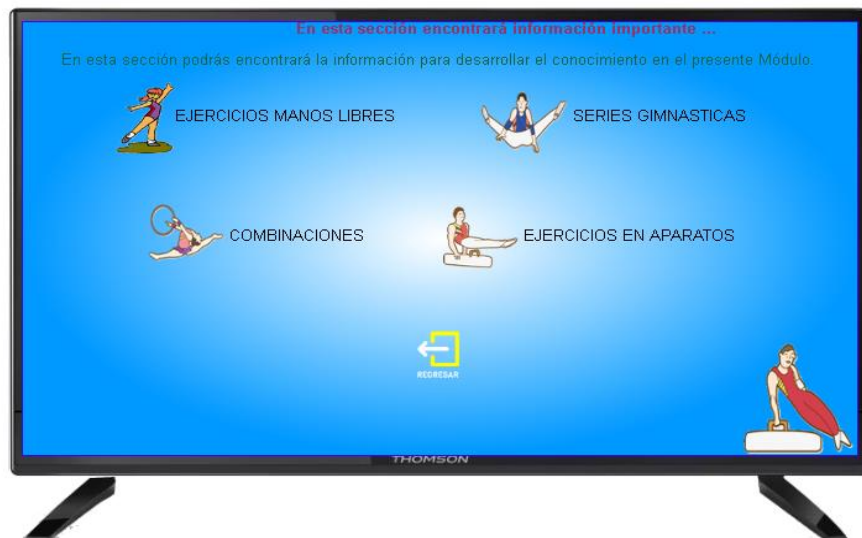 En esta sección encontrará información importante ...
En esta sección podrás encontrará la información para desarrollar el conocimiento en el presente Módulo.
EJERCICIOS MANOS LIBRES
SERIES GIMNASTICAS
COMBINACIONES
EJERCICIOS EN APARATOS
REGRESAR
THOMSON